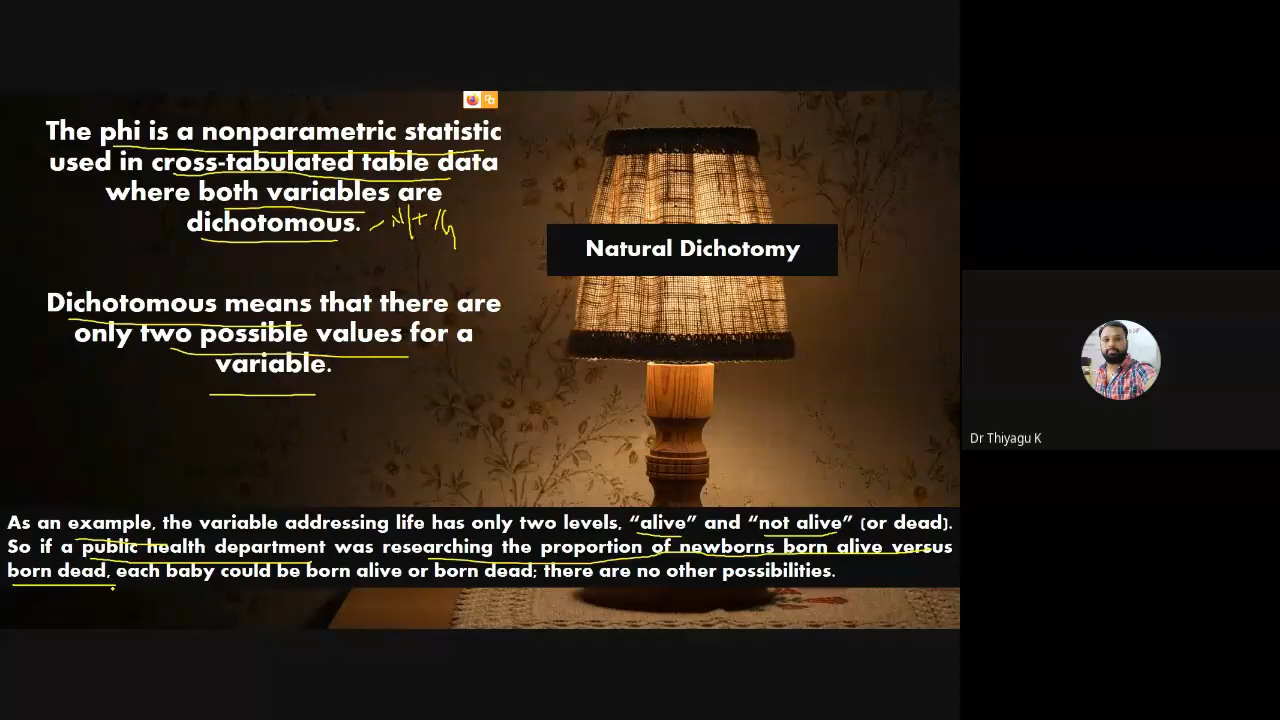 The phi is a nonparametric statistic
used in cross-tabulated table data
where both variables are
dichotomous.
Natural Dichotomy
Dichotomous means that there are
only two possible values for a
variable.
As an example, the variable addressing life has only two levels, “alive” and “not alive” (or dead).
So if a public health department was researching the proportion of newborns born alive versus
born dead, each baby could be born alive or born dead; there are no other possibilities.
Dr Thiyagu K